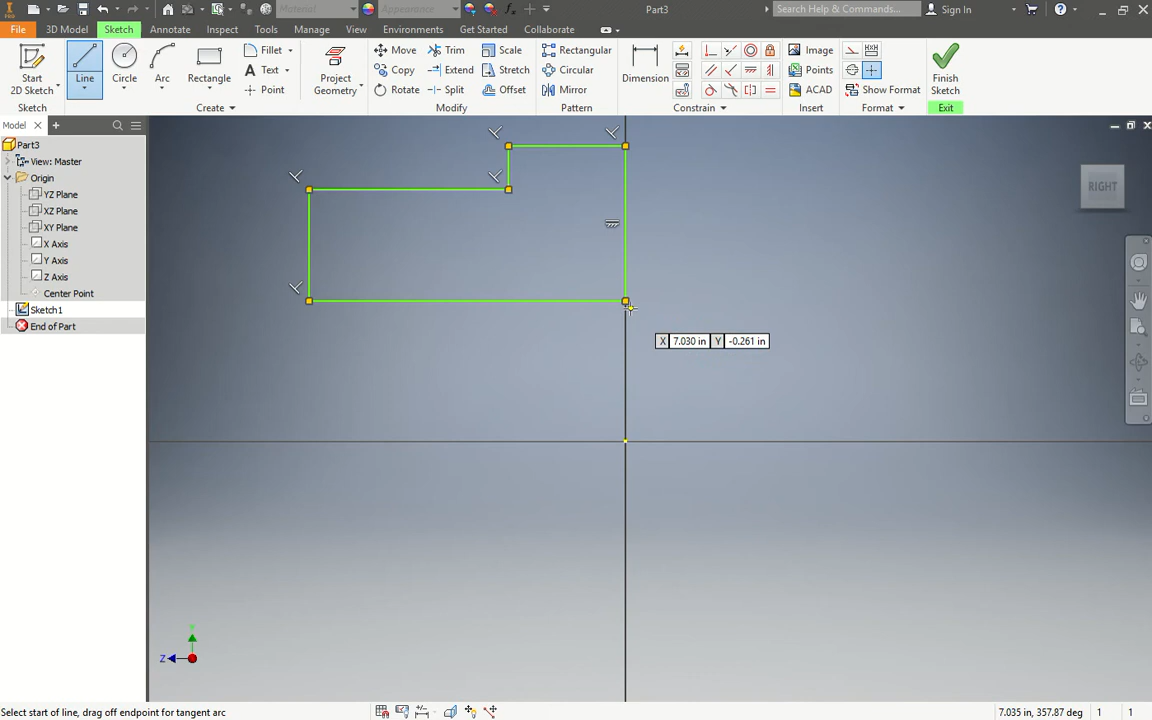 Material
Appearance
fx
Part3
Search Help & Commands...
Sign In
File
3D Model
Sketch
Annotate
Inspect
Tools
Manage
View
Environments
Get Started
Collaborate
Start
2D Sketch
Line
Circle
Arc
Rectangle
Fillet
Text
Point
Project
Geometry
Move
Copy
Rotate
Trim
Extend
Split
Scale
Stretch
Offset
Rectangular
Circular
Mirror
Dimension
Image
Points
ACAD
Show Format
Finish
Sketch
Sketch
Create
Modify
Pattern
Constrain
Insert
Format
Exit
Model
Part3
View: Master
Origin
YZ Plane
XZ Plane
XY Plane
X Axis
Y Axis
Z Axis
Center Point
Sketch1
End of Part
RIGHT
X 7.030 in Y -0.261 in
Y
Z
Select start of line, drag off endpoint for tangent arc
7.035 in, 357.87 deg
1
1